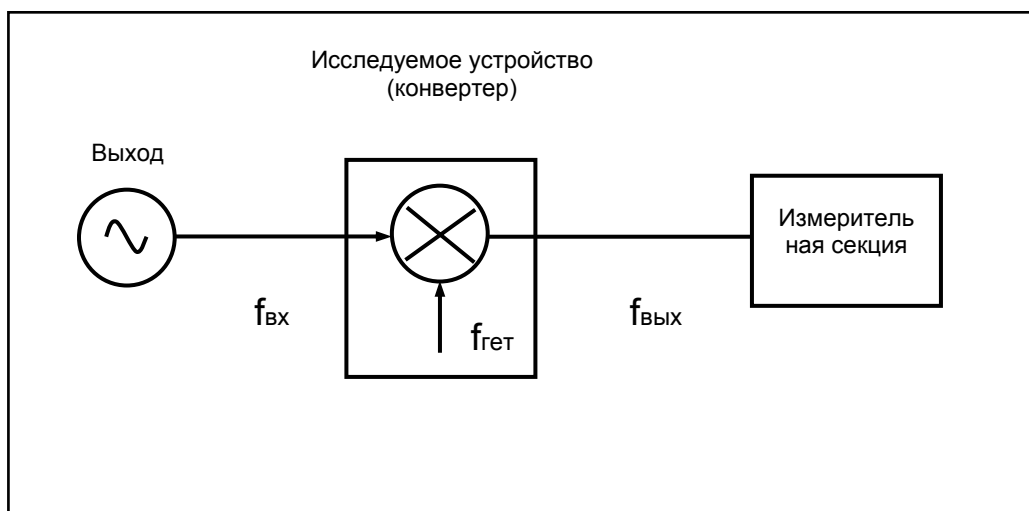 Исследуемое устройство
(конвертер)
Выход
Измеритель
ная секция
fвх
fгет
fвых